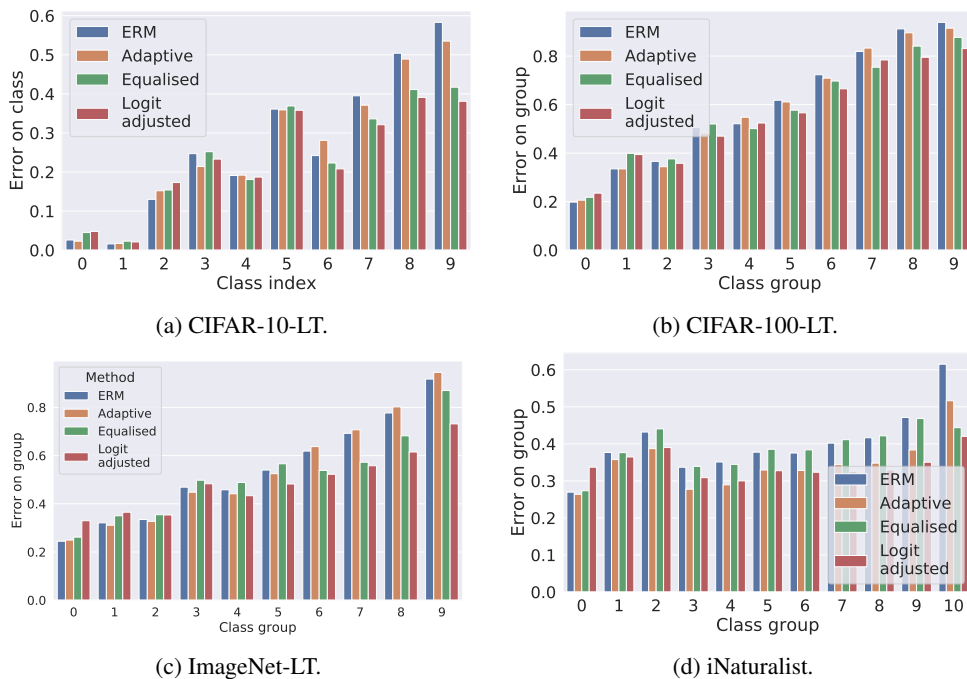 0.6
0.5
0.4
0.3
0.2
0.1
0.0
Error on class
ERM
Adaptive
Equalised
Logit
adjusted
0 1 2 3 4 5 6 7 8 9
Class index
(a) CIFAR-10-LT.
0.8
0.6
0.4
0.2
0.0
Error on group
ERM
Adaptive
Equalised
Logit
adjusted
0 1 2 3 4 5 6 7 8 9
Class group
(b) CIFAR-100-LT.
0.8
0.6
0.4
0.2
0.0
Error on group
Method
ERM
Adaptive
Equalised
Logit
adjusted
0 1 2 3 4 5 6 7 8 9
Class group
(c) ImageNet-LT.
0.6
0.5
0.4
0.3
0.2
0.1
0.0
Error on group
ERM
Adaptive
Equalised
Logit
adjusted
0 1 2 3 4 5 6 7 8 9 10
Class group
(d) iNaturalist.